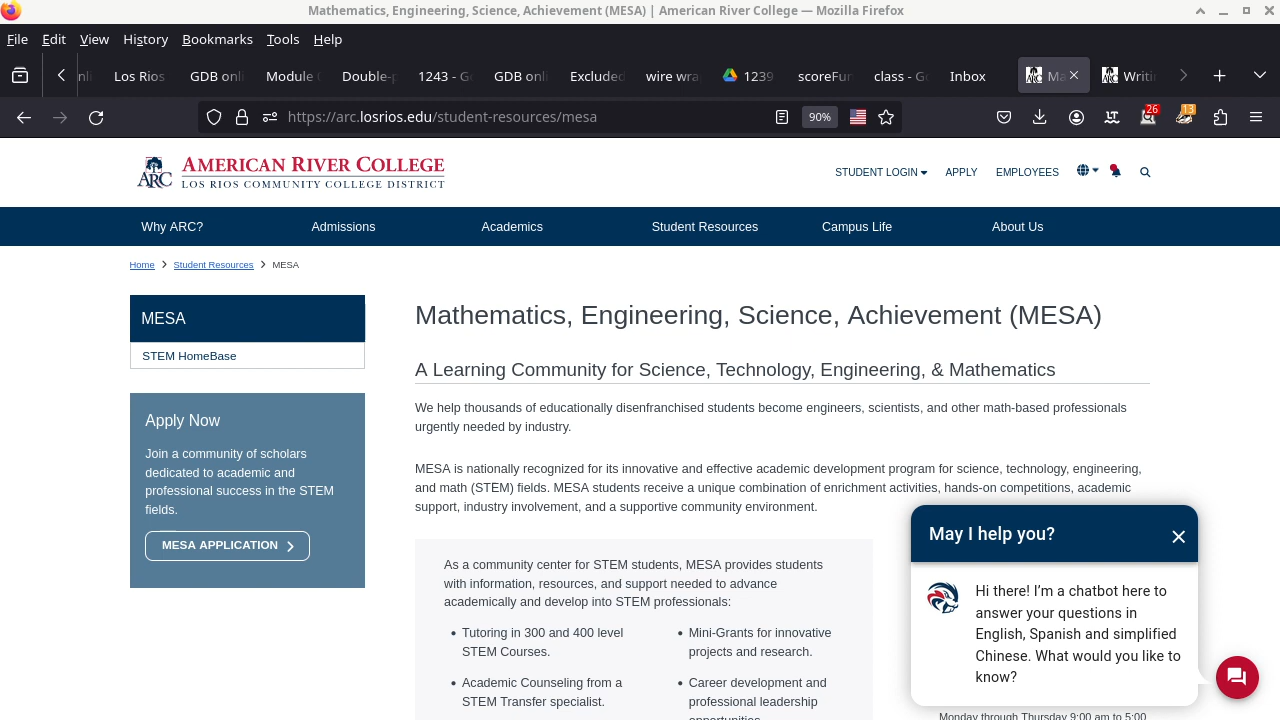 Mathematics, Engineering, Science, Achievement (MESA) | American River College — Mozilla Firefox
File Edit View History Bookmarks Tools Help
Los Rios GDB onl Module Double-p 1243 - G GDB onl Excluded wire wra 1239 scoreFun class - G Inbox Ma Writi
https://arc.losrios.edu/student-resources/mesa 90% 26 13
ARC AMERICAN RIVER COLLEGE
LOS RIOS COMMUNITY COLLEGE DISTRICT
STUDENT LOGIN APPLY EMPLOYEES
Why ARC? Admissions Academics Student Resources Campus Life About Us
Home Student Resources MESA
MESA
STEM HomeBase
Apply Now
Join a community of scholars
dedicated to academic and
professional success in the STEM
fields.
MESA APPLICATION
Mathematics, Engineering, Science, Achievement (MESA)
A Learning Community for Science, Technology, Engineering, & Mathematics
We help thousands of educationally disenfranchised students become engineers, scientists, and other math-based professionals
urgently needed by industry.
MESA is nationally recognized for its innovative and effective academic development program for science, technology, engineering,
and math (STEM) fields. MESA students receive a unique combination of enrichment activities, hands-on competitions, academic
support, industry involvement, and a supportive community environment.
As a community center for STEM students, MESA provides students
with information, resources, and support needed to advance
academically and develop into STEM professionals:
• Tutoring in 300 and 400 level
STEM Courses.
• Academic Counseling from a
STEM Transfer specialist.
• Mini-Grants for innovative
projects and research.
• Career development and
professional leadership
opportunities
May I help you?
Hi there! I'm a chatbot here to
answer your questions in
English, Spanish and simplified
Chinese. What would you like to
know?
Monday through Thursday 9:00 am to 5:00